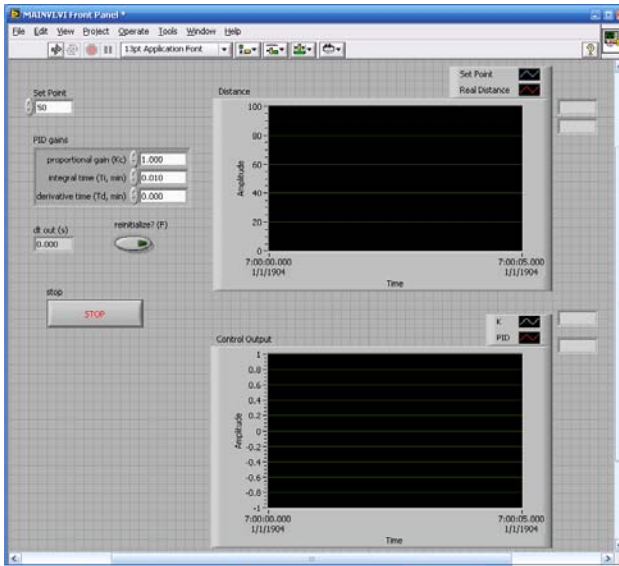 MAINVI.VI Front Panel *
File Edit View Project Operate Tools Window Help
13pt Application Font
Set Point
50
PID gains
proportional gain (Kc) 1.000
integral time (Ti, min) 0.010
derivative time (Td, min) 0.000
dt out (s)
0.000
reinitialize? (F)
stop
STOP
Distance
Set Point
Real Distance
Amplitude
100
80
60
40
20
0
7:00:00.000
1/1/1904
7:00:05.000
1/1/1904
Time
Control Output
K
PID
Amplitude
1
0.8
0.6
0.4
0.2
0
-0.2
-0.4
-0.6
-0.8
-1
7:00:00.000
1/1/1904
7:00:05.000
1/1/1904
Time